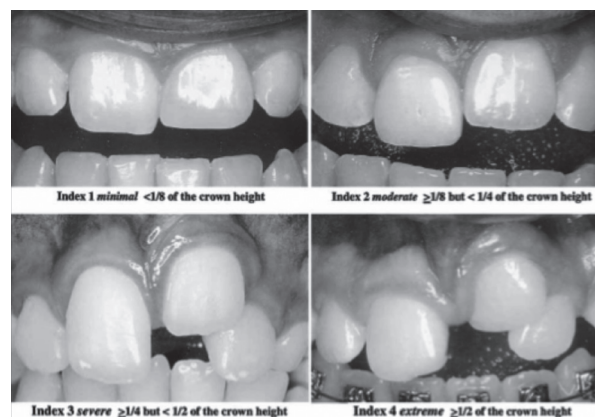 Index 1 minimal <1/8 of the crown height
Index 2 moderate ≥1/8 but < 1/4 of the crown height
Index 3 severe ≥1/4 but < 1/2 of the crown height
Index 4 extreme ≥1/2 of the crown height